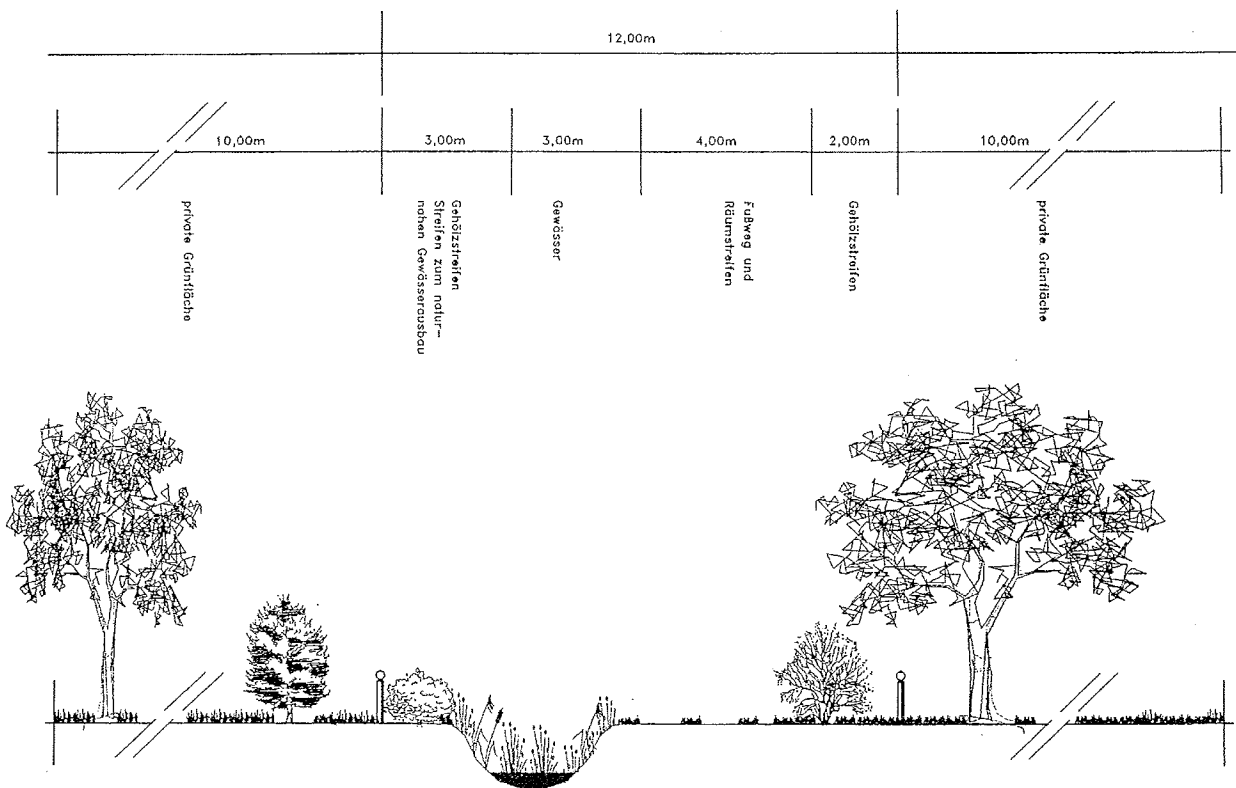 12,00m
10,00m
3,00m
3,00m
4,00m
2,00m
10,00m
private Grünfläche
Gehölzstreifen
Streifen zum natur-
nahen Gewässerausbau
Gewässer
Fußweg und
Räumstreifen
Gehölzstreifen
private Grünfläche